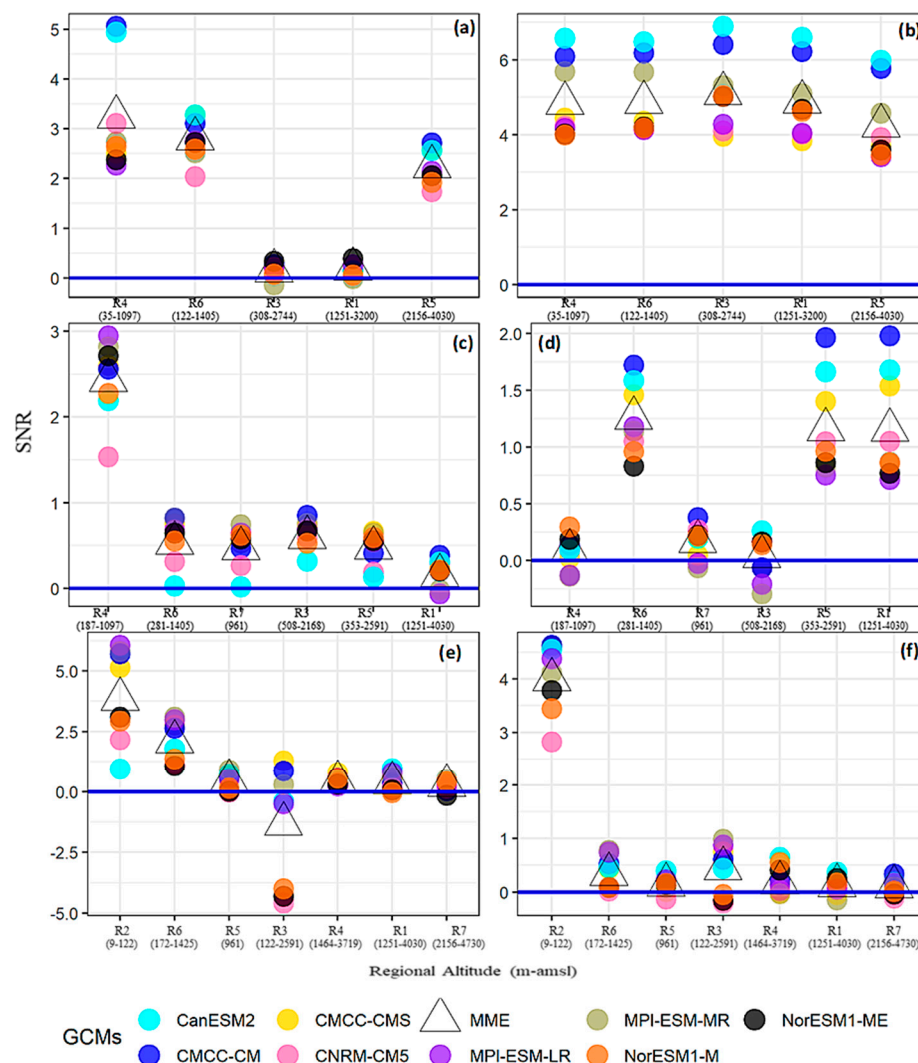 (a)
5
4
3
2
1
0
R4 R6 R3 R1 R5
(35-1097) (122-1405) (308-2744) (1251-3200) (2156-4030)
(b)
6
4
2
0
R4 R6 R3 R1 R5
(35-1097) (122-1405) (308-2744) (1251-3200) (2156-4030)
SNR
(c)
3
2
1
0
R4 R6 R7 R3 R5 R1
(187-1097) (281-1405) (961) (508-2168) (353-2591) (1251-4030)
(d)
2.0
1.5
1.0
0.5
0.0
R4 R6 R7 R3 R5 R1
(187-1097) (281-1405) (961) (508-2168) (353-2591) (1251-4030)
(e)
5.0
2.5
0.0
-2.5
-5.0
R2 R6 R5 R3 R4 R1 R7
(9-122) (172-1425) (961) (122-2591) (1464-3719) (1251-4030) (2156-4730)
(f)
4
3
2
1
0
R2 R6 R5 R3 R4 R1 R7
(9-122) (172-1425) (961) (122-2591) (1464-3719) (1251-4030) (2156-4730)
Regional Altitude (m-amsl)
GCMs
CanESM2 CMCC-CMS MME MPI-ESM-MR NorESM1-ME
CMCC-CM CNRM-CM5 MPI-ESM-LR NorESM1-M